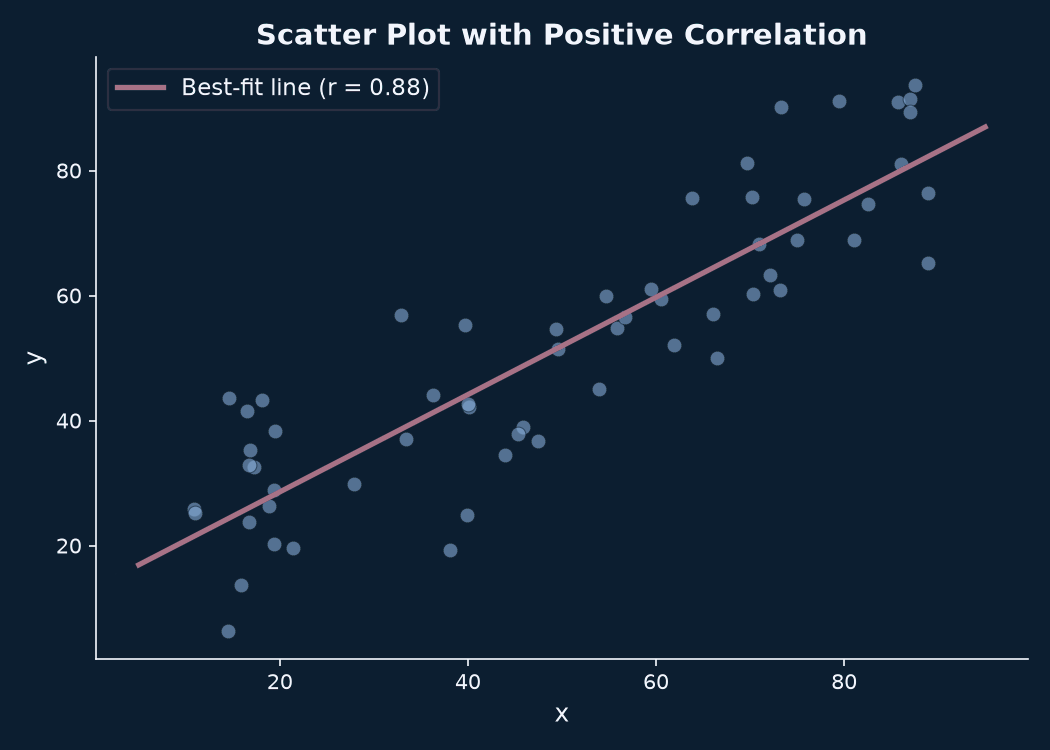 Scatter Plot with Positive Correlation
Best-fit line (r = 0.88)
80
60
40
20
y
20 40 60 80
x